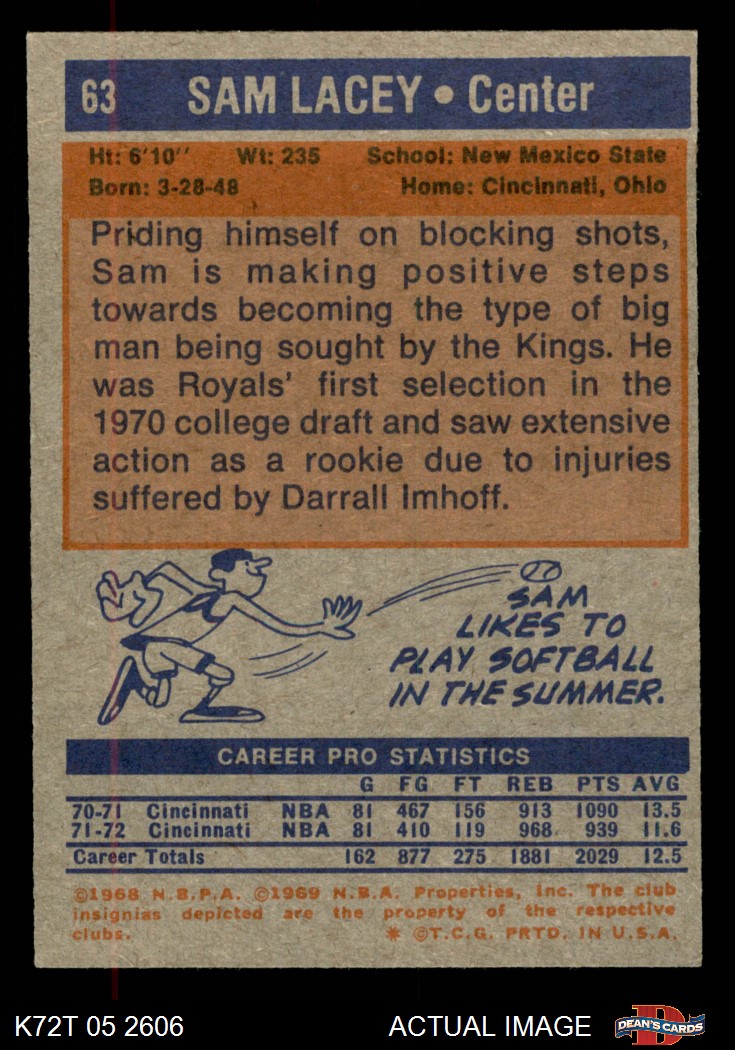 63 SAM LACEY • Center
Ht: 6'10'' Wt: 235 School: New Mexico State
Born: 3-28-48 Home: Cincinnati, Ohio
Priding himself on blocking shots,
Sam is making positive steps
towards becoming the type of big
man being sought by the Kings. He
was Royals' first selection in the
1970 college draft and saw extensive
action as a rookie due to injuries
suffered by Darrall Imhoff.
SAM
LIKES TO
PLAY SOFTBALL
IN THE SUMMER.
CAREER PRO STATISTICS
G FG FT REB PTS AVG
70-71 Cincinnati NBA 81 467 156 913 1090 13.5
71-72 Cincinnati NBA 81 410 119 968 939 11.6
Career Totals 162 877 275 1881 2029 12.5
©1968 N.B.P.A. ©1969 N.B.A. Properties, Inc. The club
insignias depicted are the property of the respective
clubs. * ©T.C.G. PRTD. IN U.S.A.
K72T 05 2606 ACTUAL IMAGE D DEAN'S CARDS